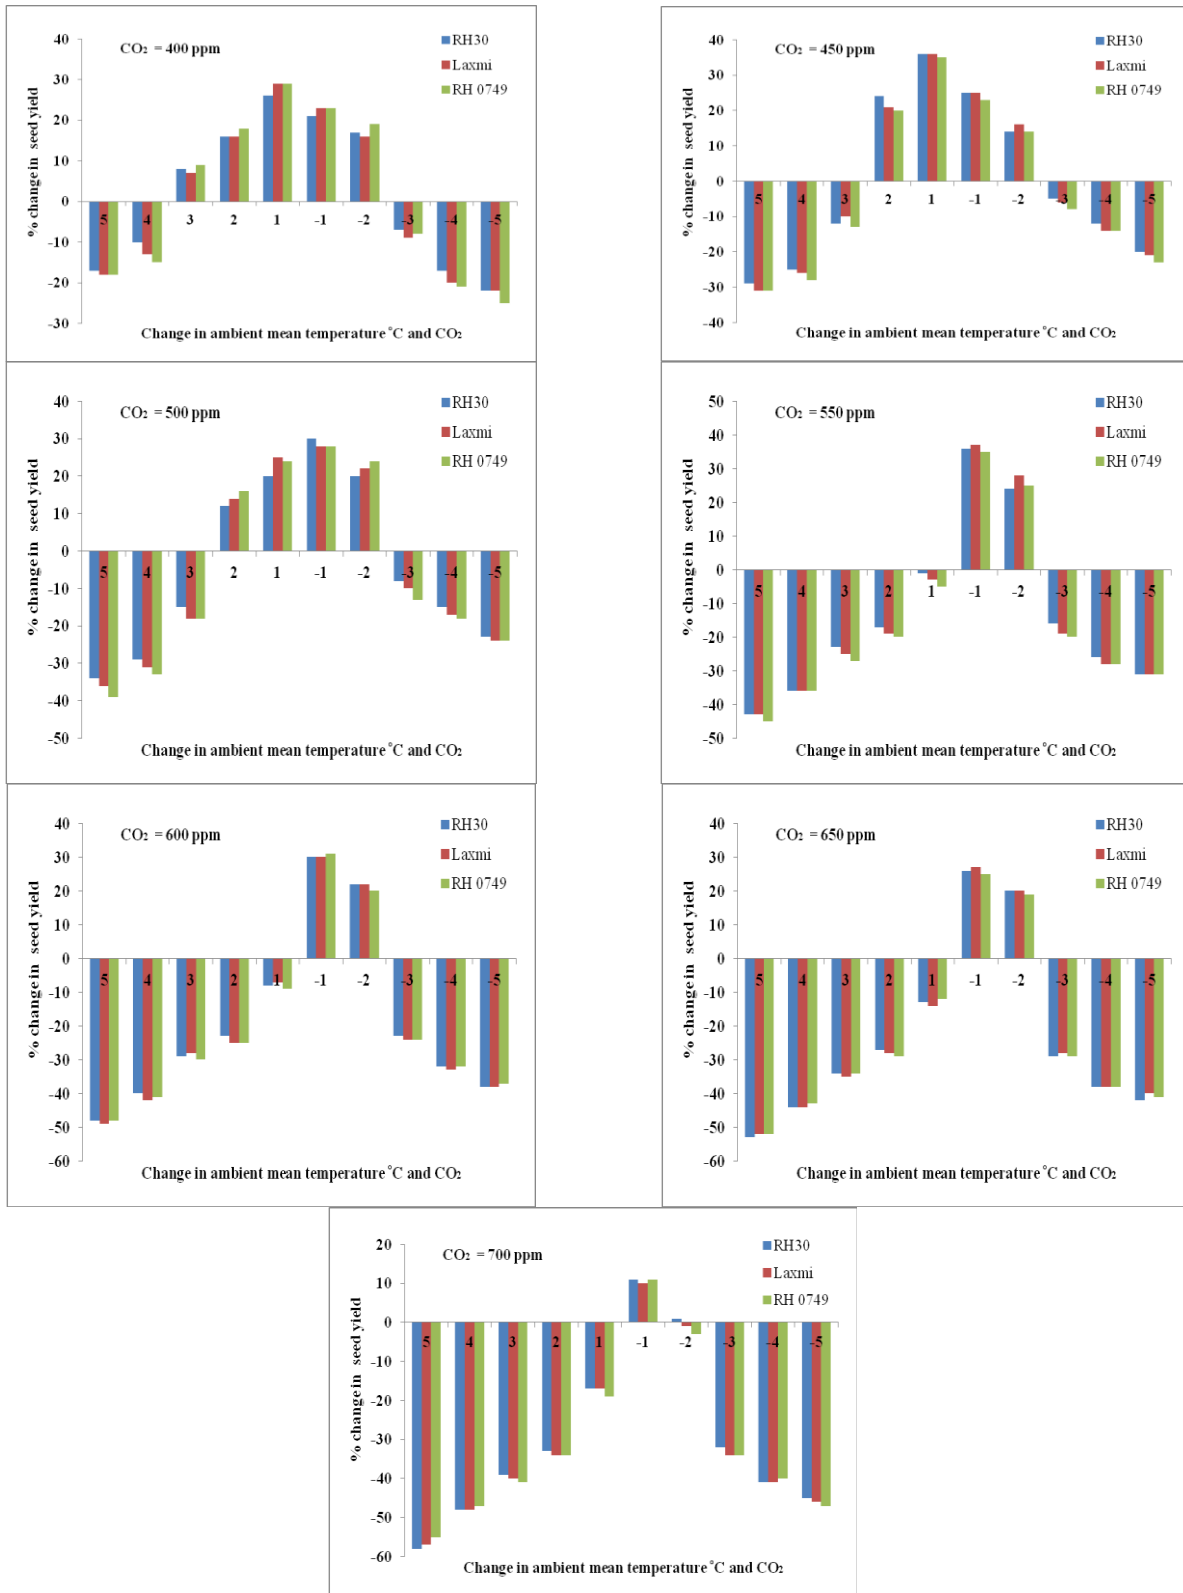 CO₂ = 400 ppm
RH30
Laxmi
RH 0749
% change in seed yield
40
30
20
10
0
-10
-20
-30
5 4 3 2 1 -1 -2 -3 -4 -5
Change in ambient mean temperature °C and CO₂
CO₂ = 450 ppm
RH30
Laxmi
RH 0749
% change in seed yield
40
30
20
10
0
-10
-20
-30
-40
5 4 3 2 1 -1 -2 -3 -4 -5
Change in ambient mean temperature °C and CO₂
CO₂ = 500 ppm
RH30
Laxmi
RH 0749
% change in seed yield
40
30
20
10
0
-10
-20
-30
-40
-50
5 4 3 2 1 -1 -2 -3 -4 -5
Change in ambient mean temperature °C and CO₂
CO₂ = 550 ppm
RH30
Laxmi
RH 0749
% change in seed yield
50
40
30
20
10
0
-10
-20
-30
-40
-50
5 4 3 2 1 -1 -2 -3 -4 -5
Change in ambient mean temperature °C and CO₂
CO₂ = 600 ppm
RH30
Laxmi
RH 0749
% change in seed yield
40
30
20
10
0
-10
-20
-30
-40
-50
-60
5 4 3 2 1 -1 -2 -3 -4 -5
Change in ambient mean temperature °C and CO₂
CO₂ = 650 ppm
RH30
Laxmi
RH 0749
% change in seed yield
40
30
20
10
0
-10
-20
-30
-40
-50
-60
5 4 3 2 1 -1 -2 -3 -4 -5
Change in ambient mean temperature °C and CO₂
CO₂ = 700 ppm
RH30
Laxmi
RH 0749
% change in seed yield
20
10
0
-10
-20
-30
-40
-50
-60
5 4 3 2 1 -1 -2 -3 -4 -5
Change in ambient mean temperature °C and CO₂